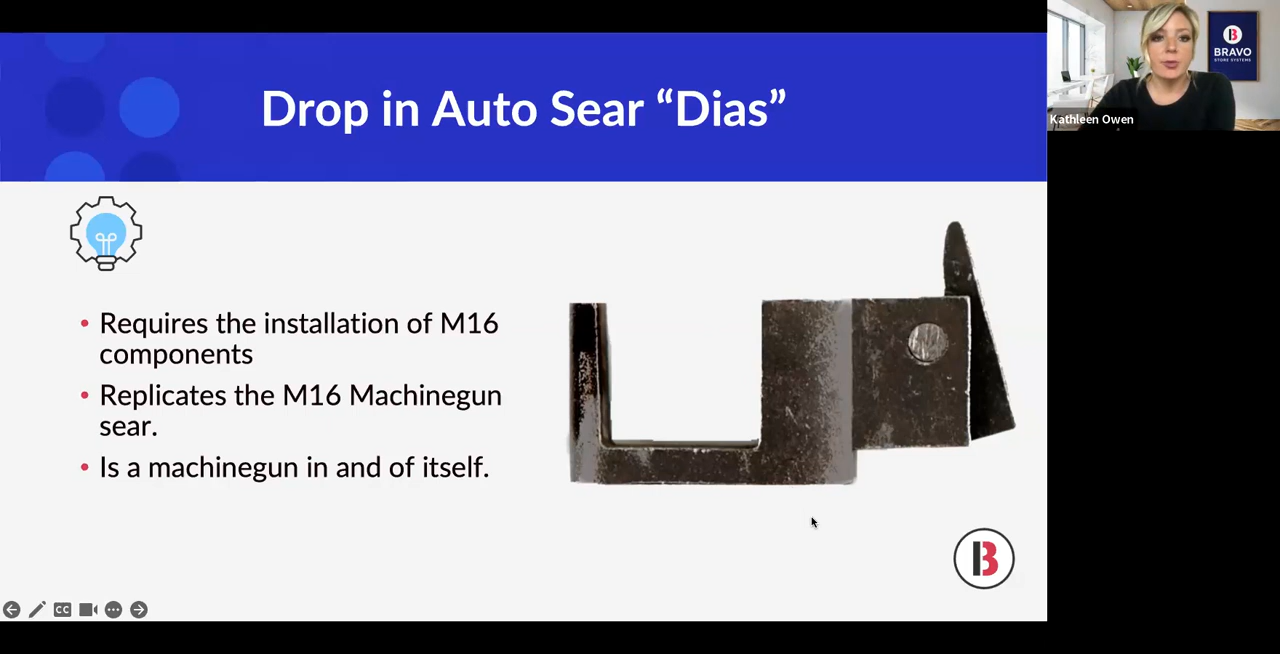 Drop in Auto Sear “Dias”
• Requires the installation of M16
components
• Replicates the M16 Machinegun
sear.
• Is a machinegun in and of itself.
B
CC
B
BRAVO
STORE SYSTEMS
Kathleen Owen